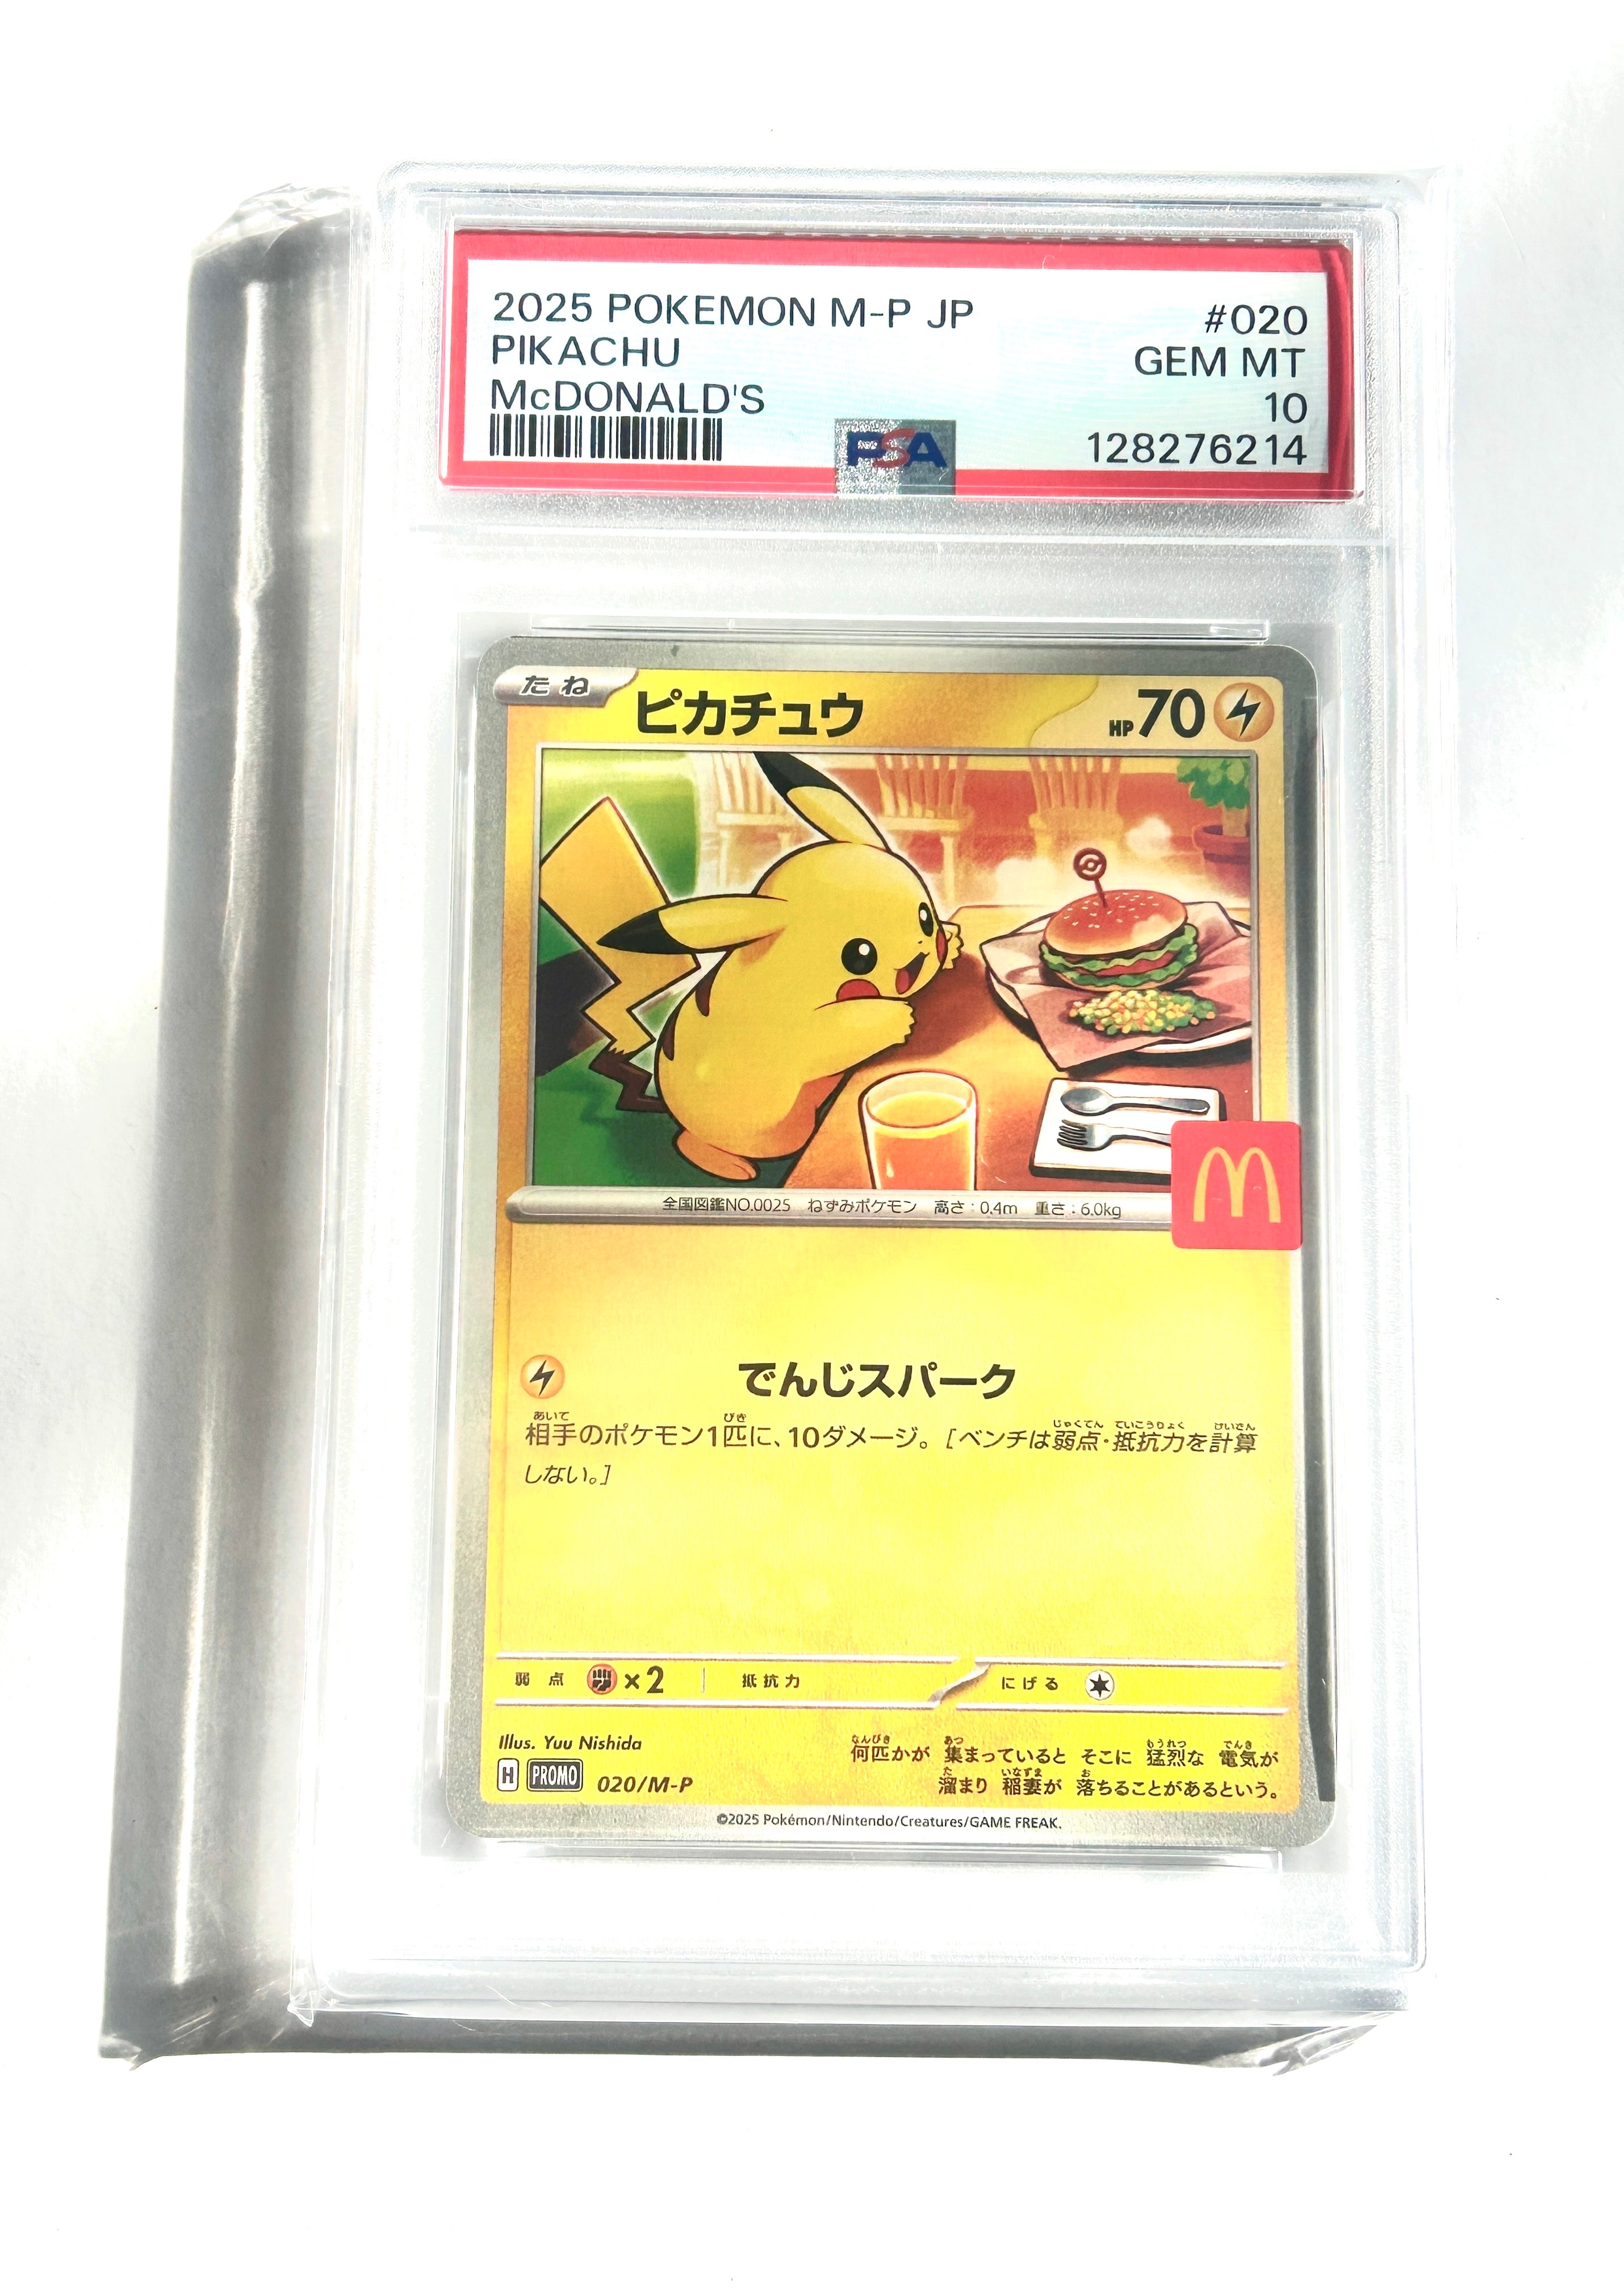 2025 POKEMON M-P JP #020
PIKACHU GEM MT
McDONALD'S 10
PSA 128276214
たね ピカチュウ HP 70
全国図鑑NO.0025 ねずみポケモン 高さ:0.4m 重さ:6.0kg
でんじスパーク
相手のポケモン1匹に、10ダメージ。[ベンチは弱点・抵抗力を計算
しない。]
弱点 ×2 抵抗力 にげる
Illus. Yuu Nishida
何匹かが 集まっていると そこに 猛烈な 電気が
溜まり 稲妻が 落ちることがあるという。
H PROMO 020/M-P
©2025 Pokémon/Nintendo/Creatures/GAME FREAK.